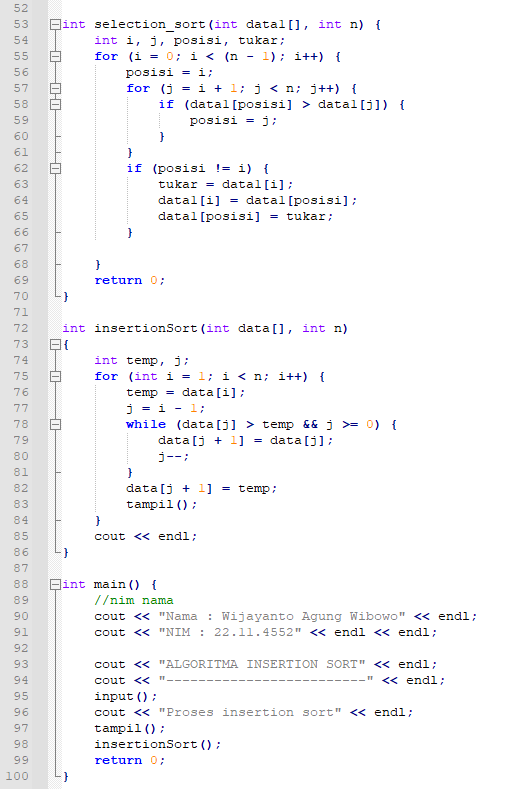 52
53 int selection_sort(int data1[], int n) {
54     int i, j, posisi, tukar;
55     for (i = 0; i < (n - 1); i++) {
56         posisi = i;
57         for (j = i + 1; j < n; j++) {
58             if (data1[posisi] > data1[j]) {
59                 posisi = j;
60             }
61         }
62         if (posisi != i) {
63             tukar = data1[i];
64             data1[i] = data1[posisi];
65             data1[posisi] = tukar;
66         }
67
68     }
69     return 0;
70 }
71
72 int insertionSort(int data[], int n)
73 {
74     int temp, j;
75     for (int i = 1; i < n; i++) {
76         temp = data[i];
77         j = i - 1;
78         while (data[j] > temp && j >= 0) {
79             data[j + 1] = data[j];
80             j--;
81         }
82         data[j + 1] = temp;
83         tampil();
84     }
85     cout << endl;
86 }
87
88 int main() {
89     //nim nama
90     cout << "Nama : Wijayanto Agung Wibowo" << endl;
91     cout << "NIM : 22.11.4552" << endl << endl;
92
93     cout << "ALGORITMA INSERTION SORT" << endl;
94     cout << "-------------------------" << endl;
95     input();
96     cout << "Proses insertion sort" << endl;
97     tampil();
98     insertionSort();
99     return 0;
100 }